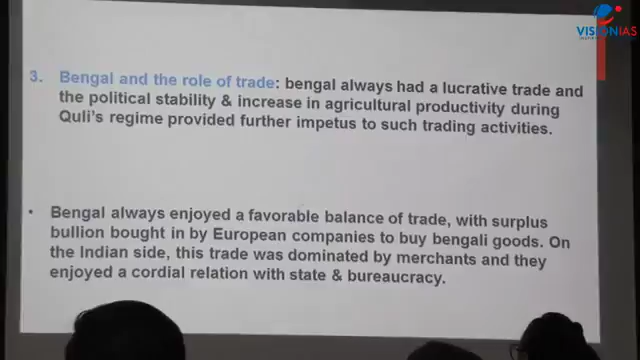 VISIONIAS
3. Bengal and the role of trade: bengal always had a lucrative trade and
the political stability & increase in agricultural productivity during
Quli's regime provided further impetus to such trading activities.
• Bengal always enjoyed a favorable balance of trade, with surplus
bullion bought in by European companies to buy bengali goods. On
the Indian side, this trade was dominated by merchants and they
enjoyed a cordial relation with state & bureaucracy.